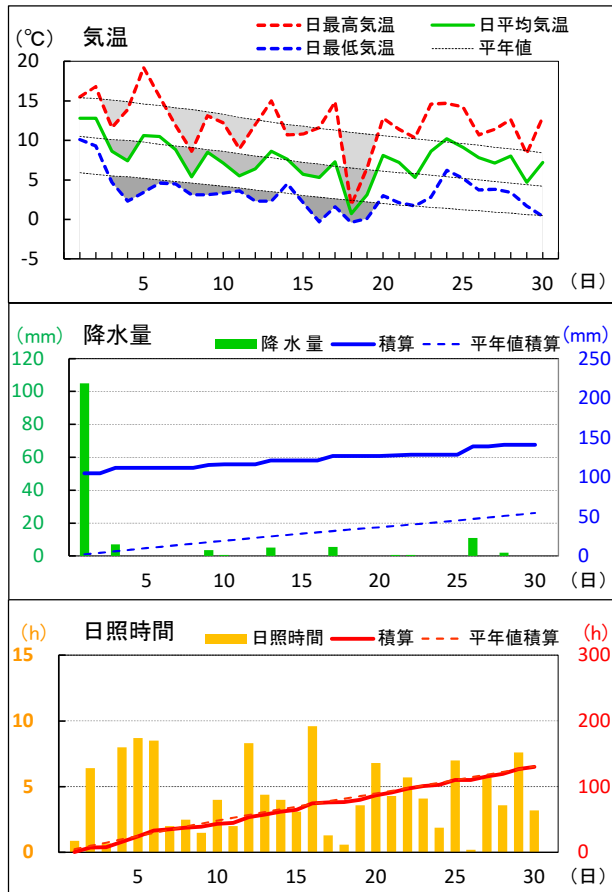 (℃) 気温
日最高気温 日平均気温
日最低気温 平年値
20
15
10
5
0
-5
5 10 15 20 25 30 (日)
(mm) 降水量 (mm)
降 水 量 積算 平年値積算
120 250
100 200
80
60 150
40 100
20 50
0 0
5 10 15 20 25 30 (日)
(h) 日照時間 (h)
日照時間 積算 平年値積算
15 300
10 200
5 100
0 0
5 10 15 20 25 30 (日)